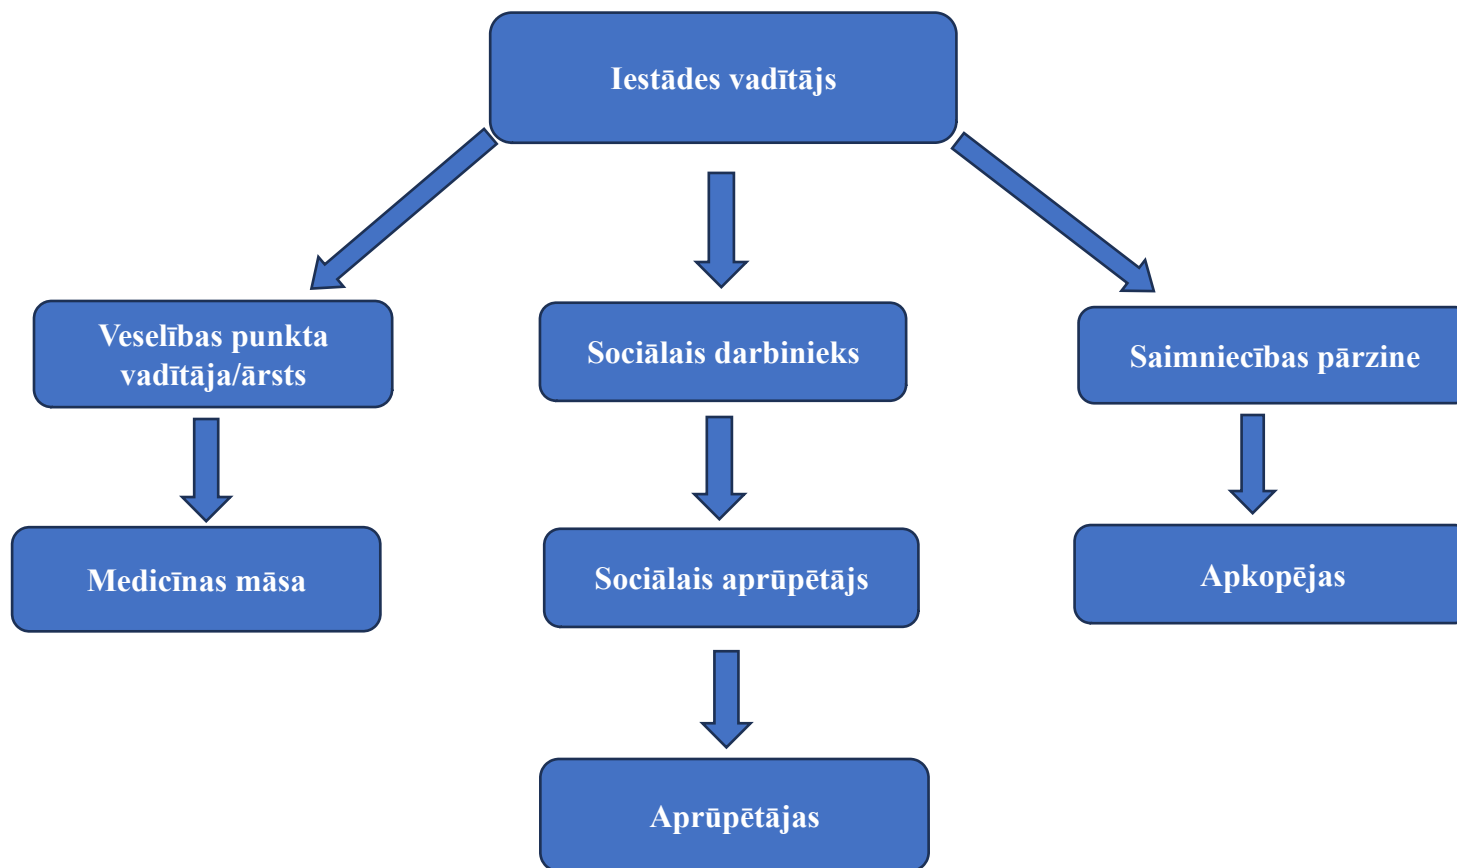 Iestādes vadītājs
Veselības punkta
vadītāja/ārsts
Sociālais darbinieks
Saimniecības pārzine
Medicīnas māsa
Sociālais aprūpētājs
Apkopējas
Aprūpētājas